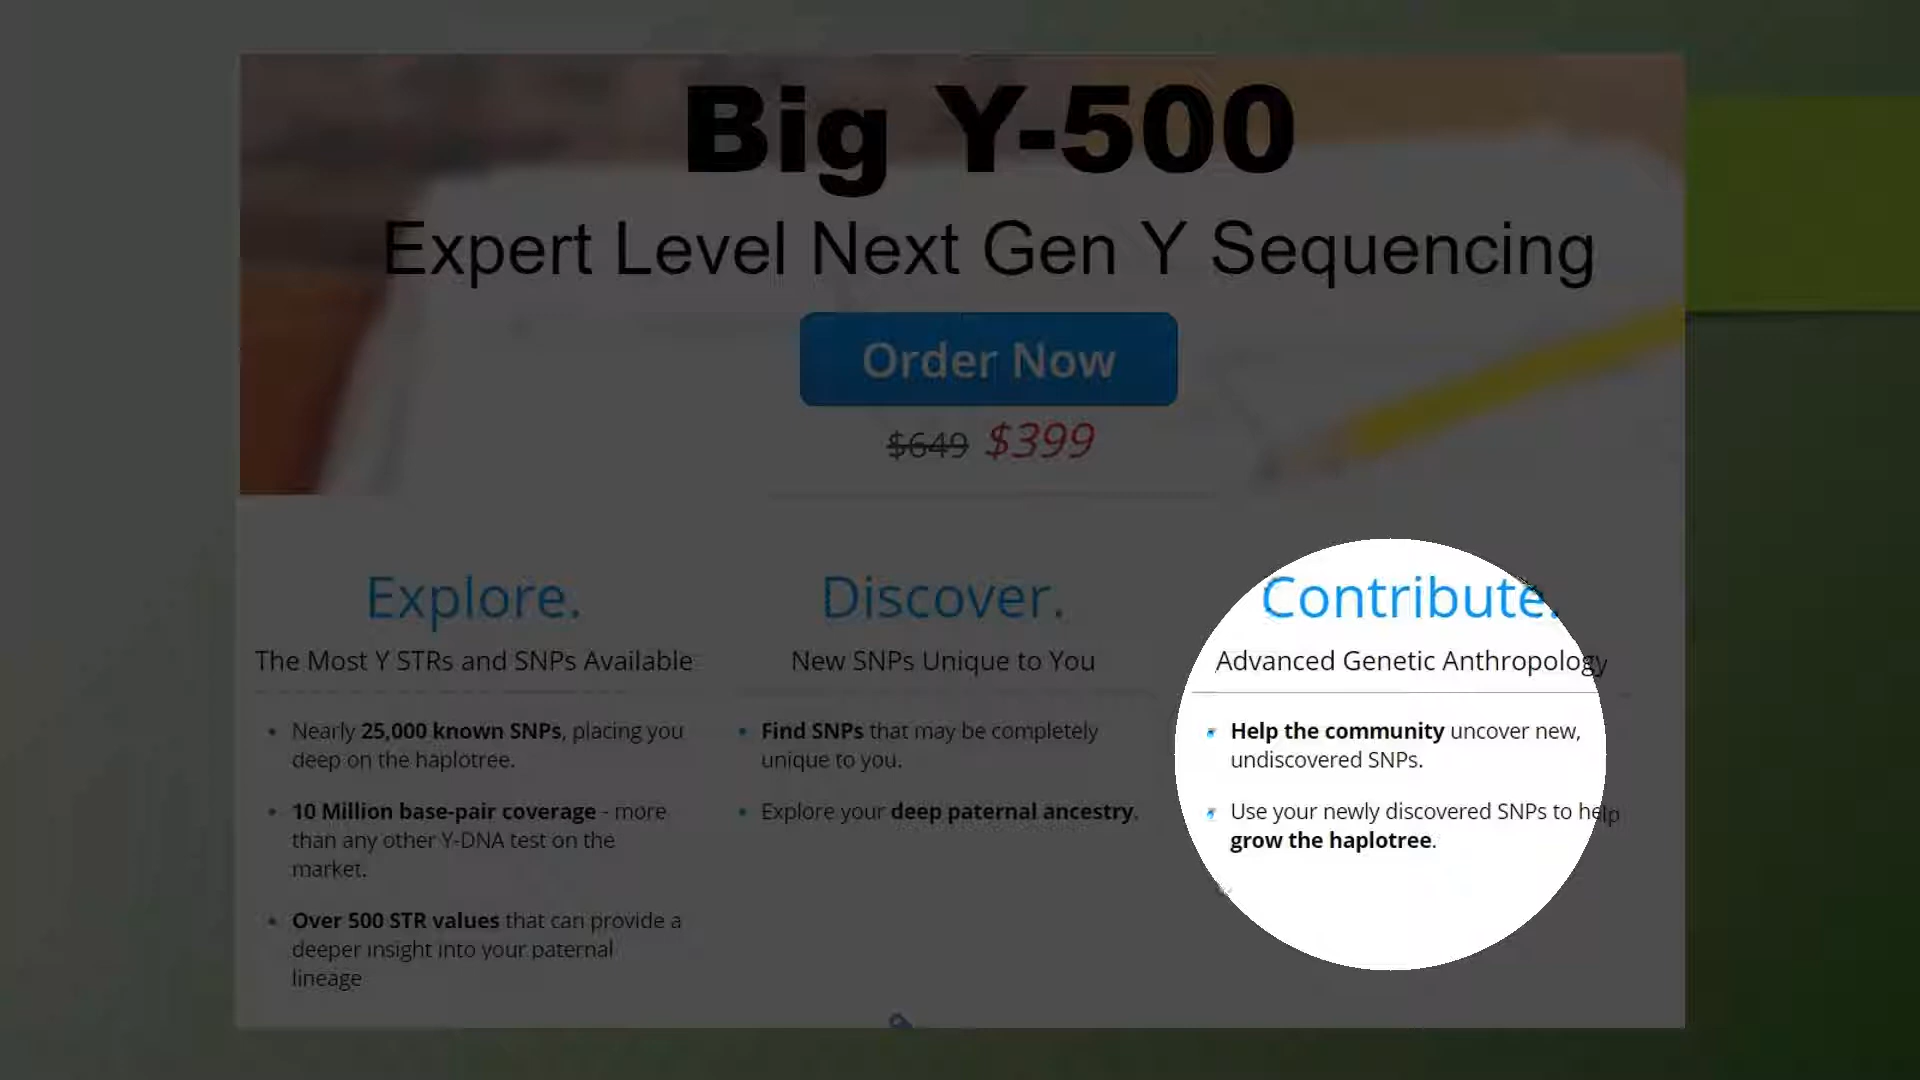 Big Y-500
Expert Level Next Gen Y Sequencing
Order Now
$649 $399
Explore.
The Most Y STRs and SNPs Available
• Nearly 25,000 known SNPs, placing you
deep on the haplotree.
• 10 Million base-pair coverage - more
than any other Y-DNA test on the
market.
• Over 500 STR values that can provide a
deeper insight into your paternal
lineage
Discover.
New SNPs Unique to You
• Find SNPs that may be completely
unique to you.
• Explore your deep paternal ancestry.
Contribute.
Advanced Genetic Anthropology
• Help the community uncover new,
undiscovered SNPs.
• Use your newly discovered SNPs to help
grow the haplotree.